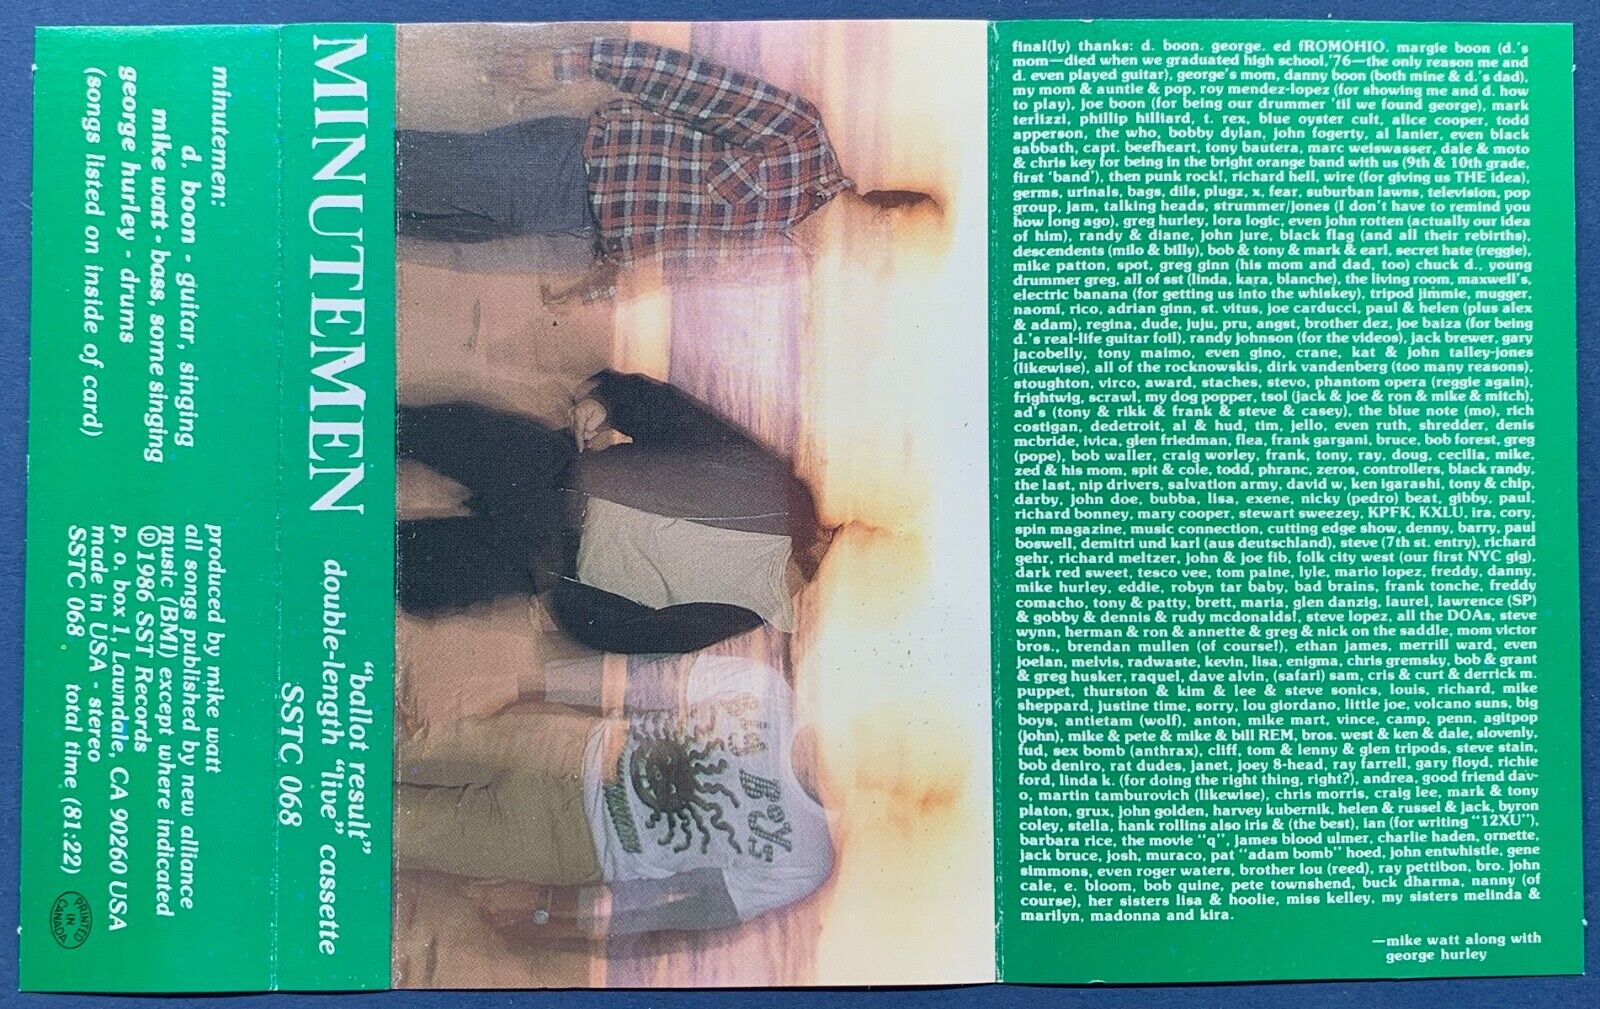 minutemen:
d. boon - guitar, singing
mike watt - bass, some singing
george hurley - drums
(songs listed on inside of card)
produced by mike watt
all songs published by new alliance
music (BMI) except where indicated
℗1986 SST Records
p. o. box 1, Lawndale, CA 90260 USA
made in USA - stereo
SSTC 068 total time (81:22)
PRINTED
IN
CANADA
MINUTEMEN
"ballot result"
double-length "live" cassette
SSTC 068
Big
Boys
final(ly) thanks: d. boon. george. ed fROMOHIO. margie boon (d.'s
mom—died when we graduated high school,'76—the only reason me and
d. even played guitar), george's mom, danny boon (both mine & d.'s dad),
my mom & auntie & pop, roy mendez-lopez (for showing me and d. how
to play), joe boon (for being our drummer 'til we found george), mark
terlizzi, phillip hilliard, t. rex, blue oyster cult, alice cooper, todd
apperson, the who, bobby dylan, john fogerty, al lanier, even black
sabbath, capt. beefheart, tony bautera, marc weiswasser, dale & moto
& chris key for being in the bright orange band with us (9th & 10th grade,
first 'band'), then punk rock!, richard hell, wire (for giving us THE idea),
germs, urinals, bags, dils, plugz, x, fear, suburban lawns, television, pop
group, jam, talking heads, strummer/jones (I don't have to remind you
how long ago), greg hurley, lora logic, even john rotten (actually our idea
of him), randy & diane, john jure, black flag (and all their rebirths),
descendents (milo & billy), bob & tony & mark & earl, secret hate (reggie),
mike patton, spot, greg ginn (his mom and dad, too) chuck d., young
drummer greg, all of sst (linda, kara, blanche), the living room, maxwell's,
electric banana (for getting us into the whiskey), tripod jimmie, mugger,
naomi, rico, adrian ginn, st. vitus, joe carducci, paul & helen (plus alex
& adam), regina, dude, juju, pru, angst, brother dez, joe baiza (for being
d.'s real-life guitar foil), randy johnson (for the videos), jack brewer, gary
jacobelly, tony maimo, even gino, crane, kat & john talley-jones
(likewise), all of the rocknowskis, dirk vandenberg (too many reasons),
stoughton, virco, award, staches, stevo, phantom opera (reggie again),
frightwig, scrawl, my dog popper, tsol (jack & joe & ron & mike & mitch),
ad's (tony & rikk & frank & steve & casey), the blue note (mo), rich
costigan, dedetroit, al & hud, tim, jello, even ruth, shredder, denis
mcbride, ivica, glen friedman, flea, frank gargani, bruce, bob forest, greg
(pope), bob waller, craig worley, frank, tony, ray, doug, cecilia, mike,
zed & his mom, spit & cole, todd, phranc, zeros, controllers, black randy,
the last, nip drivers, salvation army, david w, ken igarashi, tony & chip,
darby, john doe, bubba, lisa, exene, nicky (pedro) beat, gibby, paul,
richard bonney, mary cooper, stewart sweezey, KPFK, KXLU, ira, cory,
spin magazine, music connection, cutting edge show, denny, barry, paul
boswell, demitri und karl (aus deutschland), steve (7th st. entry), richard
gehr, richard meltzer, john & joe fib, folk city west (our first NYC gig),
dark red sweet, tesco vee, tom paine, lyle, mario lopez, freddy, danny,
mike hurley, eddie, robyn tar baby, bad brains, frank tonche, freddy
comacho, tony & patty, brett, maria, glen danzig, laurel, lawrence (SP)
& gobby & dennis & rudy mcdonalds!, steve lopez, all the DOAs, steve
wynn, herman & ron & annette & greg & nick on the saddle, mom victor
bros., brendan mullen (of course!), ethan james, merrill ward, even
joelan, melvis, radwaste, kevin, lisa, enigma, chris gremsky, bob & grant
& greg husker, raquel, dave alvin, (safari) sam, cris & curt & derrick m.
puppet, thurston & kim & lee & steve sonics, louis, richard, mike
sheppard, justine time, sorry, lou giordano, little joe, volcano suns, big
boys, antietam (wolf), anton, mike mart, vince, camp, penn, agitpop
(john), mike & pete & mike & bill REM, bros. west & ken & dale, slovenly,
fud, sex bomb (anthrax), cliff, tom & lenny & glen tripods, steve stain,
bob deniro, rat dudes, janet, joey 8-head, ray farrell, gary floyd, richie
ford, linda k. (for doing the right thing, right?), andrea, good friend dav-
o, martin tamburovich (likewise), chris morris, craig lee, mark & tony
platon, grux, john golden, harvey kubernik, helen & russel & jack, byron
coley, stella, hank rollins also iris & (the best), ian (for writing "12XU"),
barbara rice, the movie "q", james blood ulmer, charlie haden, ornette,
jack bruce, josh, muraco, pat "adam bomb" hoed, john entwhistle, gene
simmons, even roger waters, brother lou (reed), ray pettibon, bro. john
cale, e. bloom, bob quine, pete townshend, buck dharma, nanny (of
course), her sisters lisa & hoolie, miss kelley, my sisters melinda &
marilyn, madonna and kira.
—mike watt along with
george hurley